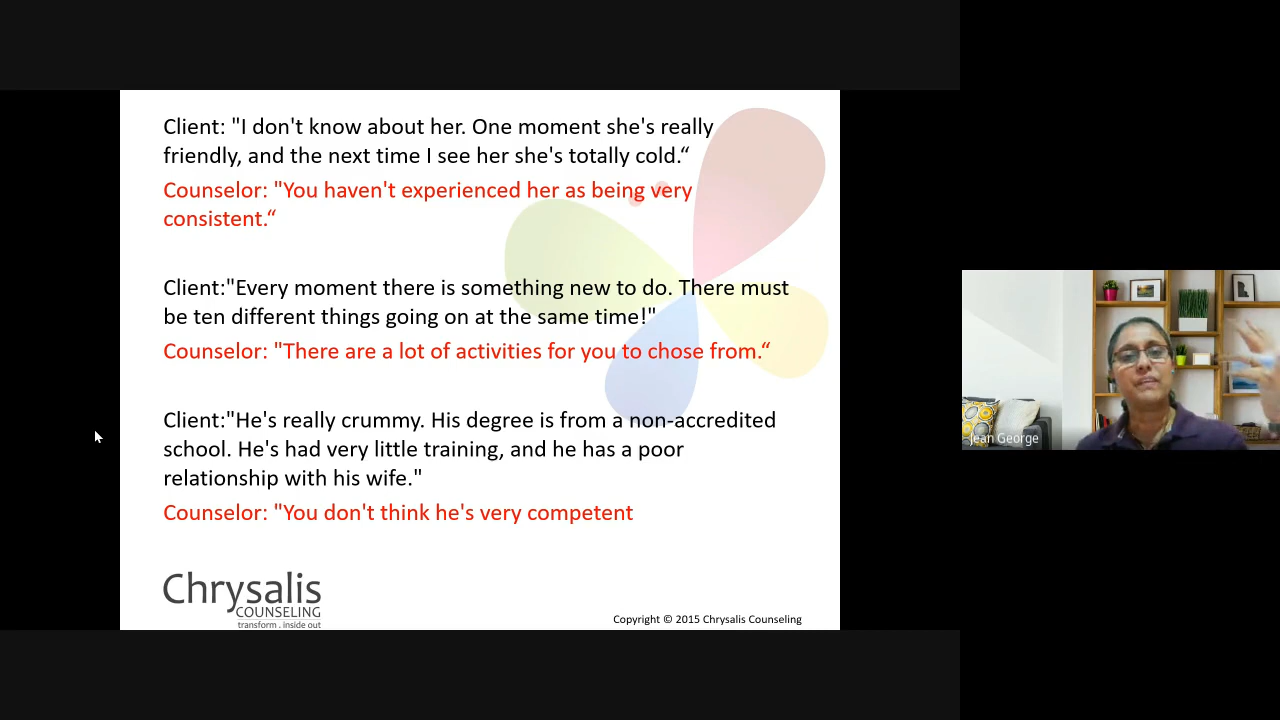 Client: "I don't know about her. One moment she's really
friendly, and the next time I see her she's totally cold.“
Counselor: "You haven't experienced her as being very
consistent.“
Client:"Every moment there is something new to do. There must
be ten different things going on at the same time!"
Counselor: "There are a lot of activities for you to chose from.“
Client:"He's really crummy. His degree is from a non-accredited
school. He's had very little training, and he has a poor
relationship with his wife."
Counselor: "You don't think he's very competent
Chrysalis
COUNSELING
transform . inside out
Copyright © 2015 Chrysalis Counseling
Jean George